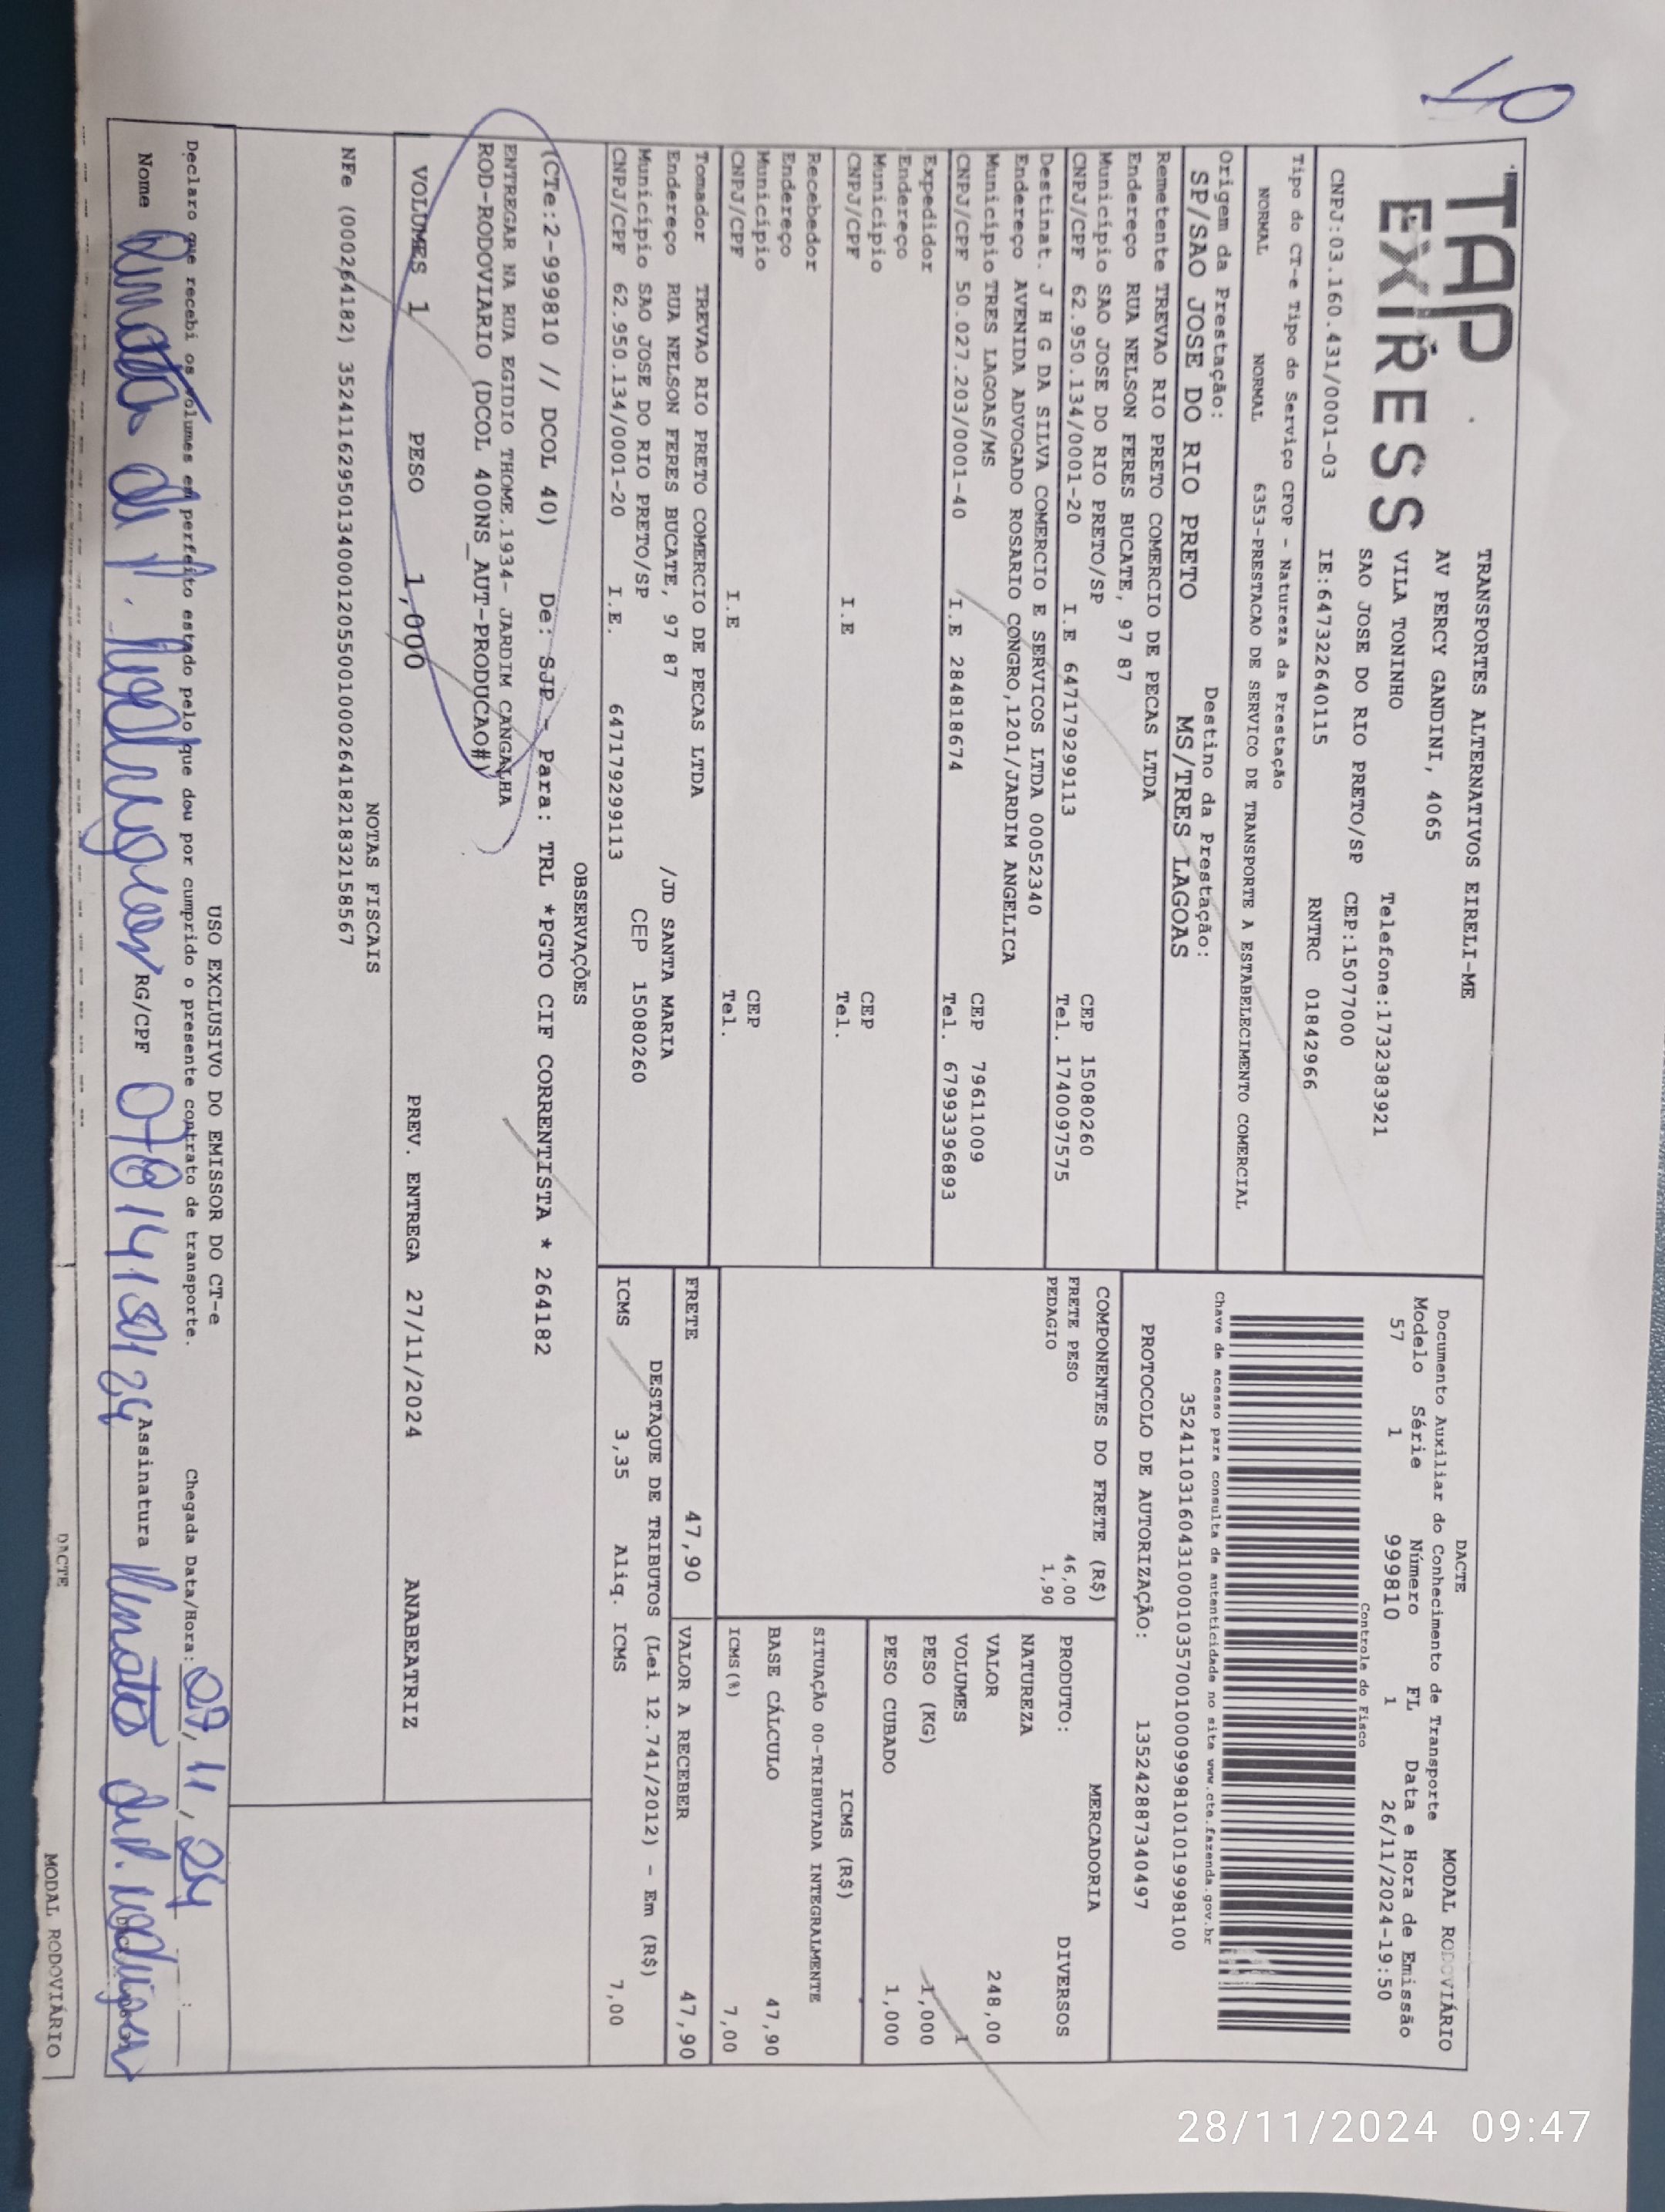 10
TAP
EXPRESS
TRANSPORTES ALTERNATIVOS EIRELI-ME
AV PERCY GANDINI, 4065
VILA TONINHO Telefone:1732383921
SAO JOSE DO RIO PRETO/SP CEP:15077000
CNPJ:03.160.431/0001-03 IE:647322640115 RNTRC 01842966
DACTE MODAL RODOVIÁRIO
Documento Auxiliar do Conhecimento de Transporte
Modelo Série Número FL Data e Hora de Emissão
57 1 999810 1 26/11/2024-19:50
Controle do Fisco
Chave de acesso para consulta de autenticidade no site www.cte.fazenda.gov.br
35241103160431000103570010009998101019998100
PROTOCOLO DE AUTORIZAÇÃO: 135242887340497
Tipo do CT-e Tipo do Serviço CFOP - Natureza da Prestação
NORMAL NORMAL 6353-PRESTACAO DE SERVICO DE TRANSPORTE A ESTABELECIMENTO COMERCIAL
Origem da Prestação: Destino da Prestação:
SP/SAO JOSE DO RIO PRETO MS/TRES LAGOAS
Remetente TREVAO RIO PRETO COMERCIO DE PECAS LTDA
Endereço RUA NELSON FERES BUCATE, 97 87
Município SAO JOSE DO RIO PRETO/SP CEP 15080260
CNPJ/CPF 62.950.134/0001-20 I.E 647179299113 Tel. 1740097575
Destinat. J H G DA SILVA COMERCIO E SERVICOS LTDA 00052340
Endereço AVENIDA ADVOGADO ROSARIO CONGRO,1201/JARDIM ANGELICA
Município TRES LAGOAS/MS CEP 79611009
CNPJ/CPF 50.027.203/0001-40 I.E 284818674 Tel. 67993396893
Expedidor
Endereço
Município CEP
CNPJ/CPF I.E Tel.
Recebedor
Endereço
Município CEP
CNPJ/CPF I.E Tel.
Tomador TREVAO RIO PRETO COMERCIO DE PECAS LTDA
Endereço RUA NELSON FERES BUCATE, 97 87 /JD SANTA MARIA
Município SAO JOSE DO RIO PRETO/SP CEP 15080260
CNPJ/CPF 62.950.134/0001-20 I.E. 647179299113
COMPONENTES DO FRETE (R$)
FRETE PESO 46,00
PEDAGIO 1,90
MERCADORIA
PRODUTO: DIVERSOS
NATUREZA
VALOR 248,00
VOLUMES 1
PESO (KG) 1,000
PESO CUBADO 1,000
ICMS (R$)
SITUAÇÃO 00-TRIBUTADA INTEGRALMENTE
BASE CÁLCULO 47,90
ICMS(%) 7,00
FRETE 47,90 VALOR A RECEBER 47,90
DESTAQUE DE TRIBUTOS (Lei 12.741/2012) - Em (R$)
ICMS 3,35 Aliq. ICMS 7,00
OBSERVAÇÕES
(CTe:2-999810 // DCOL 40) De: SJP - Para: TRL *PGTO CIF CORRENTISTA * 264182
ENTREGAR NA RUA EGIDIO THOME,1934- JARDIM CANGALHA
ROD-RODOVIARIO (DCOL 400NS_AUT-PRODUCAO#)
VOLUMES 1 PESO 1,000 PREV. ENTREGA 27/11/2024 ANABEATRIZ
NOTAS FISCAIS
NFe (000264182) 35241162950134000120550010002641821832158567
USO EXCLUSIVO DO EMISSOR DO CT-e
Declaro que recebi os volumes em perfeito estado pelo que dou por cumprido o presente contrato de transporte. Chegada Data/Hora: 27/11/24 :
Nome Renata RG/CPF Assinatura Renata
DACTE MODAL RODOVIÁRIO
28/11/2024 09:47